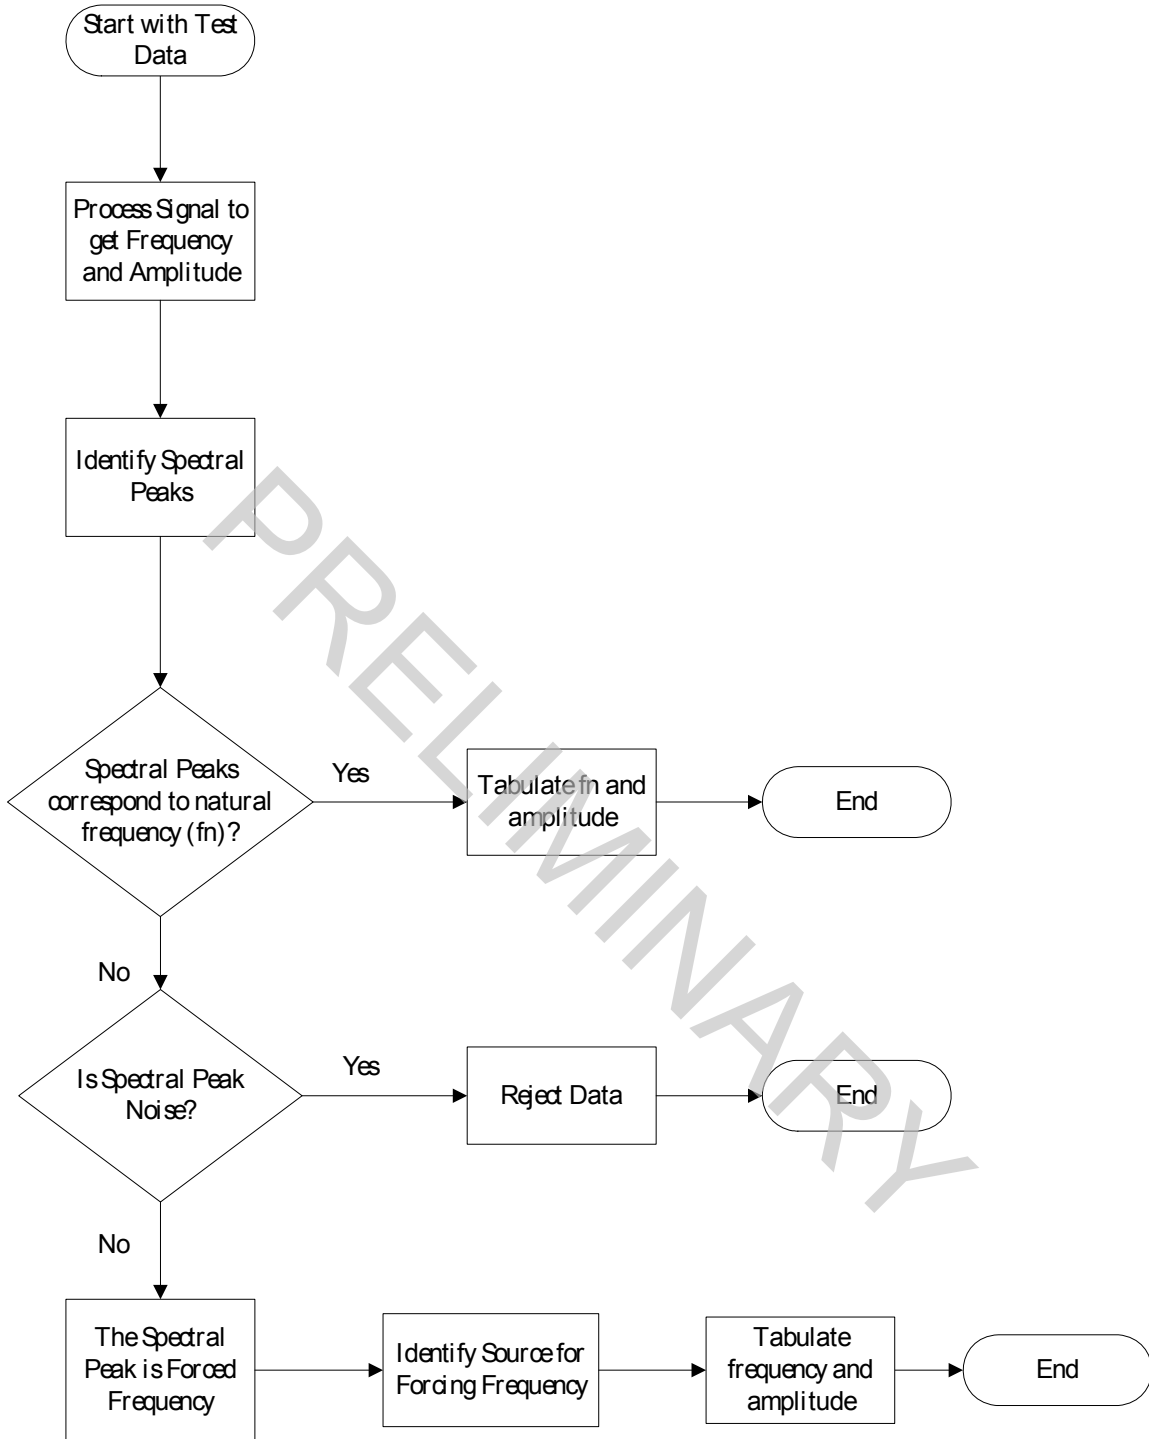 Start with Test
Data
Process Signal to
get Frequency
and Amplitude
Identify Spectral
Peaks
Spectral Peaks
correspond to natural
frequency (fn)?
Yes
Tabulate fn and
amplitude
End
No
Is Spectral Peak
Noise?
Yes
Reject Data
End
No
The Spectral
Peak is Forced
Frequency
Identify Source for
Forcing Frequency
Tabulate
frequency and
amplitude
End
PRELIMINARY